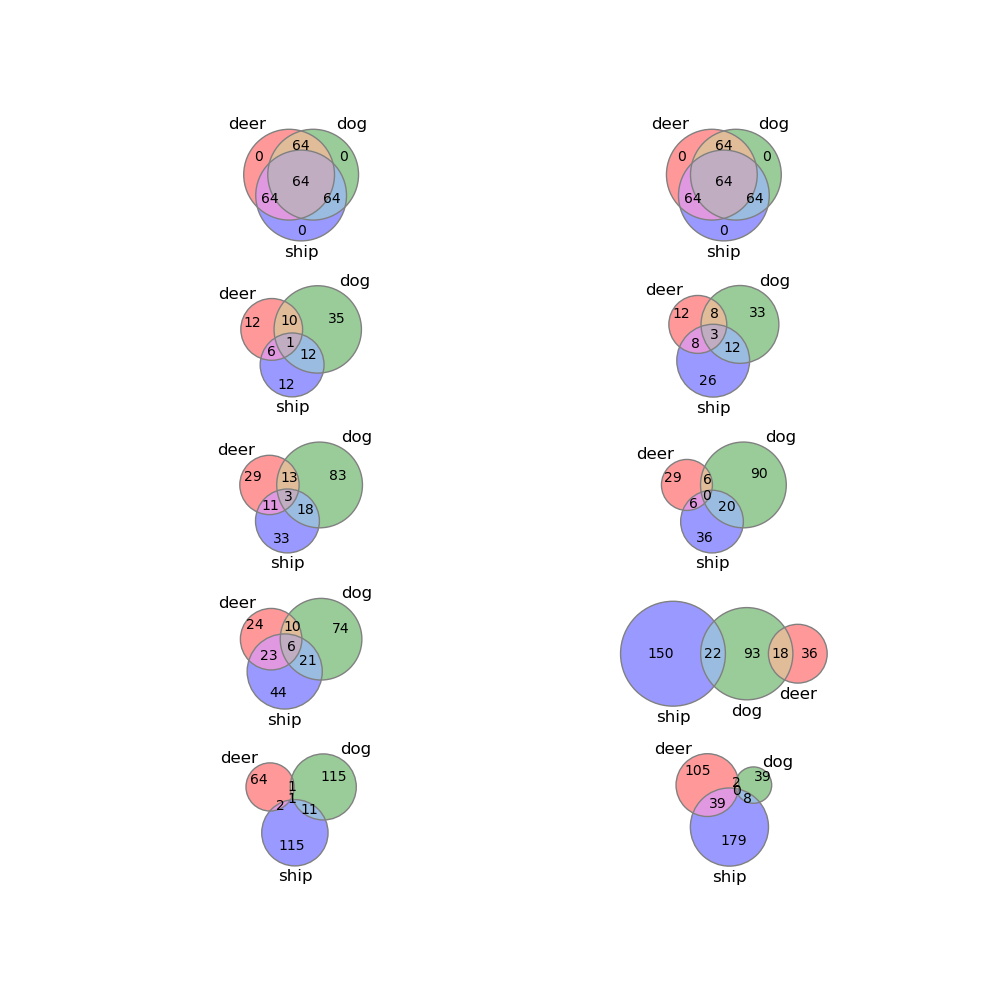 deer dog
0 64 0
64
64 64
0
ship
deer dog
0 64 0
64
64 64
0
ship
deer dog
12 10 35
1
6 12
12
ship
deer dog
12 8 33
3
8 12
26
ship
deer dog
29 13 83
3
11 18
33
ship
deer dog
29 6 90
0
6 20
36
ship
deer dog
24 10 74
6
23 21
44
ship
150 22 93 18 36
ship dog deer
deer dog
64 1 115
1
2 11
115
ship
deer dog
105 2 39
0
39 8
179
ship